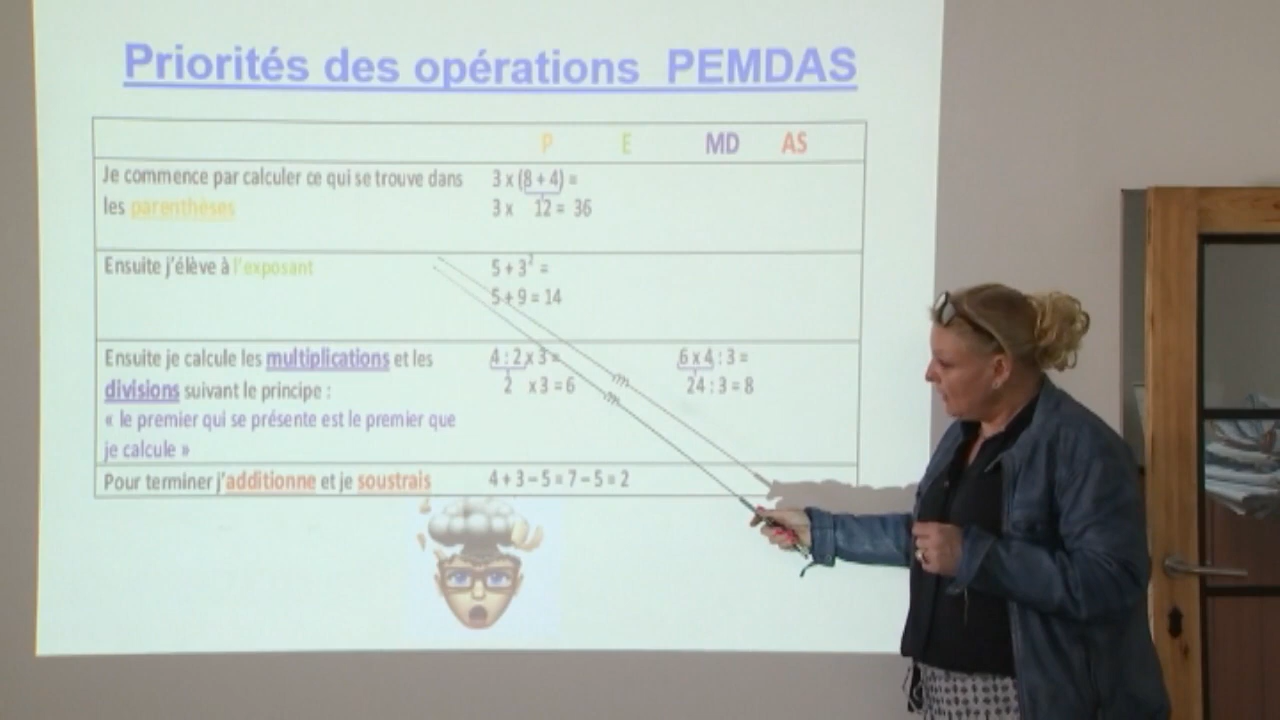 Priorités des opérations PEMDAS
P E MD AS
Je commence par calculer ce qui se trouve dans
les parenthèses
3 x (8 + 4) =
3 x 12 = 36
Ensuite j'élève à l'exposant
5 + 3² =
5 + 9 = 14
Ensuite je calcule les multiplications et les
divisions suivant le principe :
« le premier qui se présente est le premier que
je calcule »
4 : 2 x 3 =
2 x 3 = 6
6 x 4 : 3 =
24 : 3 = 8
Pour terminer j'additionne et je soustrais
4 + 3 – 5 = 7 – 5 = 2